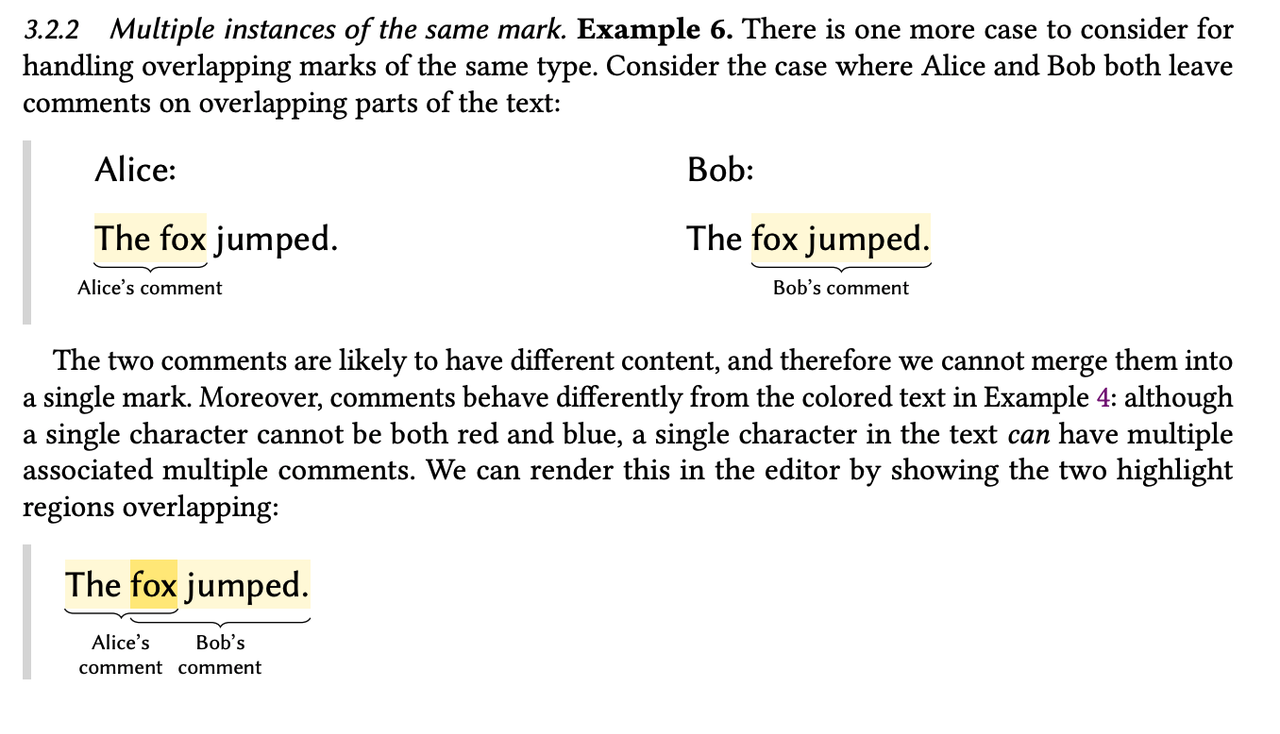 3.2.2 Multiple instances of the same mark. Example 6. There is one more case to consider for
handling overlapping marks of the same type. Consider the case where Alice and Bob both leave
comments on overlapping parts of the text:
Alice:
The fox jumped.
Alice’s comment
Bob:
The fox jumped.
Bob’s comment
The two comments are likely to have different content, and therefore we cannot merge them into
a single mark. Moreover, comments behave differently from the colored text in Example 4: although
a single character cannot be both red and blue, a single character in the text can have multiple
associated multiple comments. We can render this in the editor by showing the two highlight
regions overlapping:
The fox jumped.
Alice’s
comment
Bob’s
comment